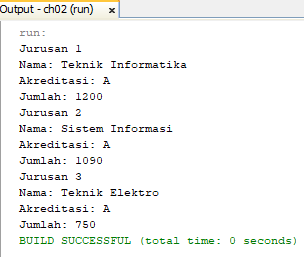 Output - ch02 (run) ×
run:
Jurusan 1
Nama: Teknik Informatika
Akreditasi: A
Jumlah: 1200
Jurusan 2
Nama: Sistem Informasi
Akreditasi: A
Jumlah: 1090
Jurusan 3
Nama: Teknik Elektro
Akreditasi: A
Jumlah: 750
BUILD SUCCESSFUL (total time: 0 seconds)